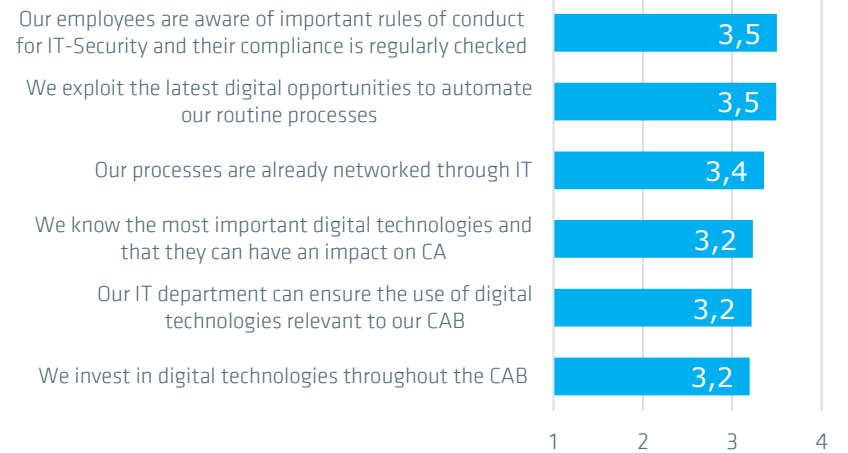 Our employees are aware of important rules of conduct
for IT-Security and their compliance is regularly checked
3,5
We exploit the latest digital opportunities to automate
our routine processes
3,5
Our processes are already networked through IT
3,4
We know the most important digital technologies and
that they can have an impact on CA
3,2
Our IT department can ensure the use of digital
technologies relevant to our CAB
3,2
We invest in digital technologies throughout the CAB
3,2
1 2 3 4